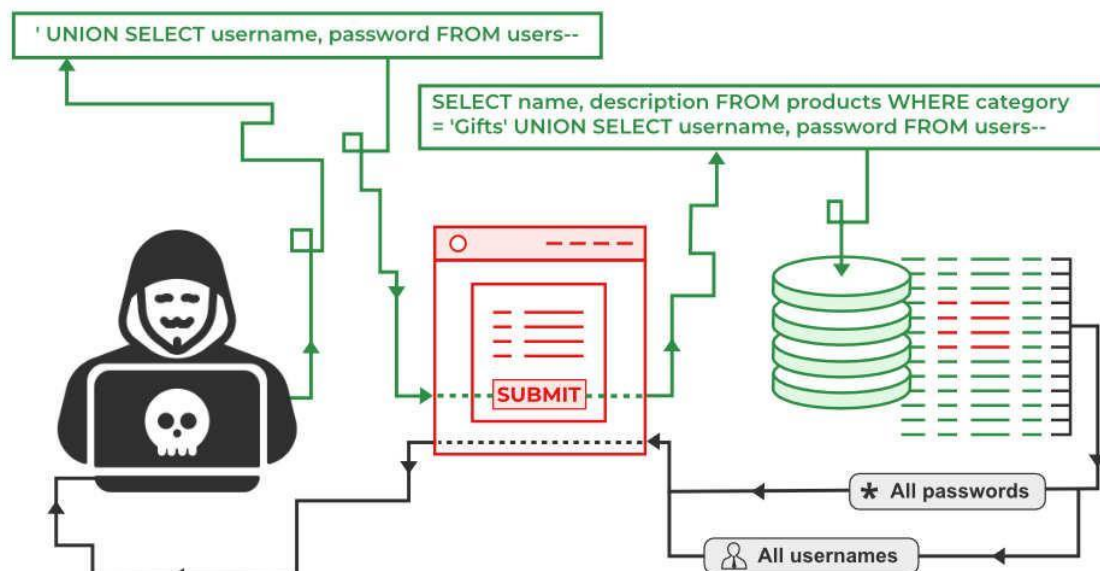 ' UNION SELECT username, password FROM users--
SELECT name, description FROM products WHERE category
= 'Gifts' UNION SELECT username, password FROM users--
SUBMIT
* All passwords
All usernames